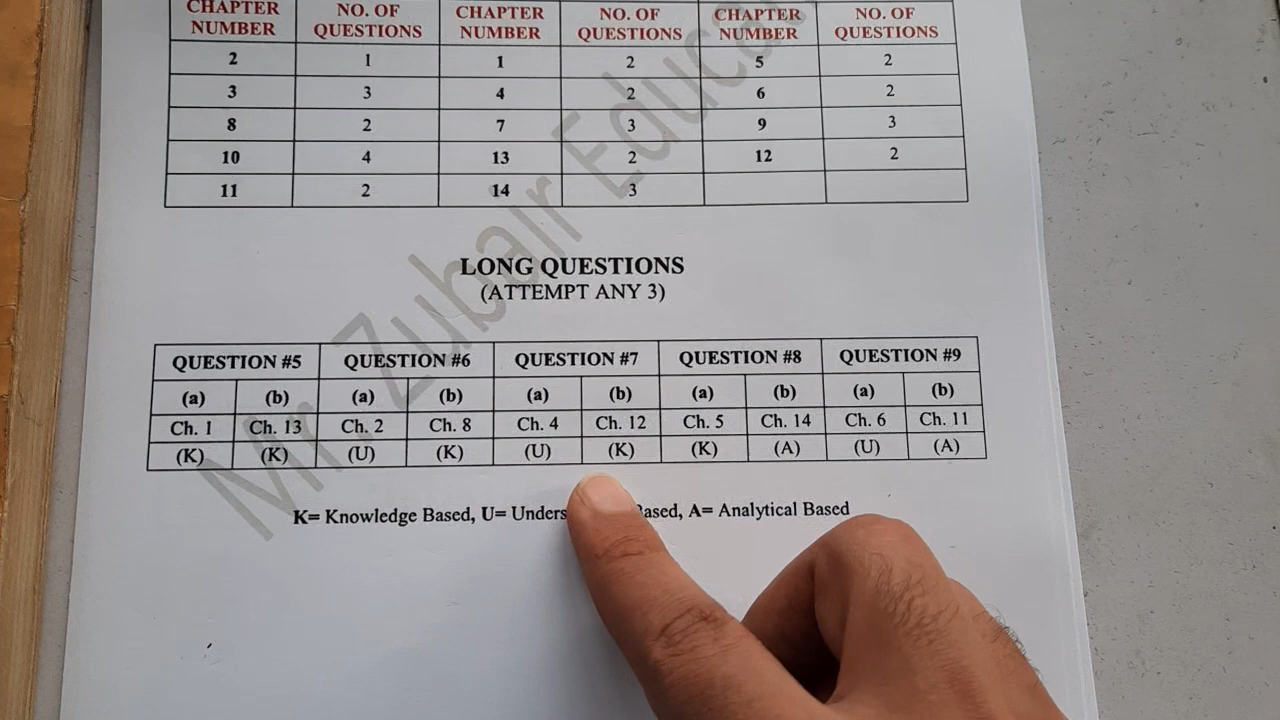 CHAPTER NUMBER NO. OF QUESTIONS CHAPTER NUMBER NO. OF QUESTIONS CHAPTER NUMBER NO. OF QUESTIONS
2 1 1 2 5 2
3 3 4 2 6 2
8 2 7 3 9 3
10 4 13 2 12 2
11 2 14 3
LONG QUESTIONS
(ATTEMPT ANY 3)
QUESTION #5 QUESTION #6 QUESTION #7 QUESTION #8 QUESTION #9
(a) (b) (a) (b) (a) (b) (a) (b) (a) (b)
Ch. 1 Ch. 13 Ch. 2 Ch. 8 Ch. 4 Ch. 12 Ch. 5 Ch. 14 Ch. 6 Ch. 11
(K) (K) (U) (K) (U) (K) (K) (A) (U) (A)
K= Knowledge Based, U= Unders ased, A= Analytical Based
Mr. Zubair Educa